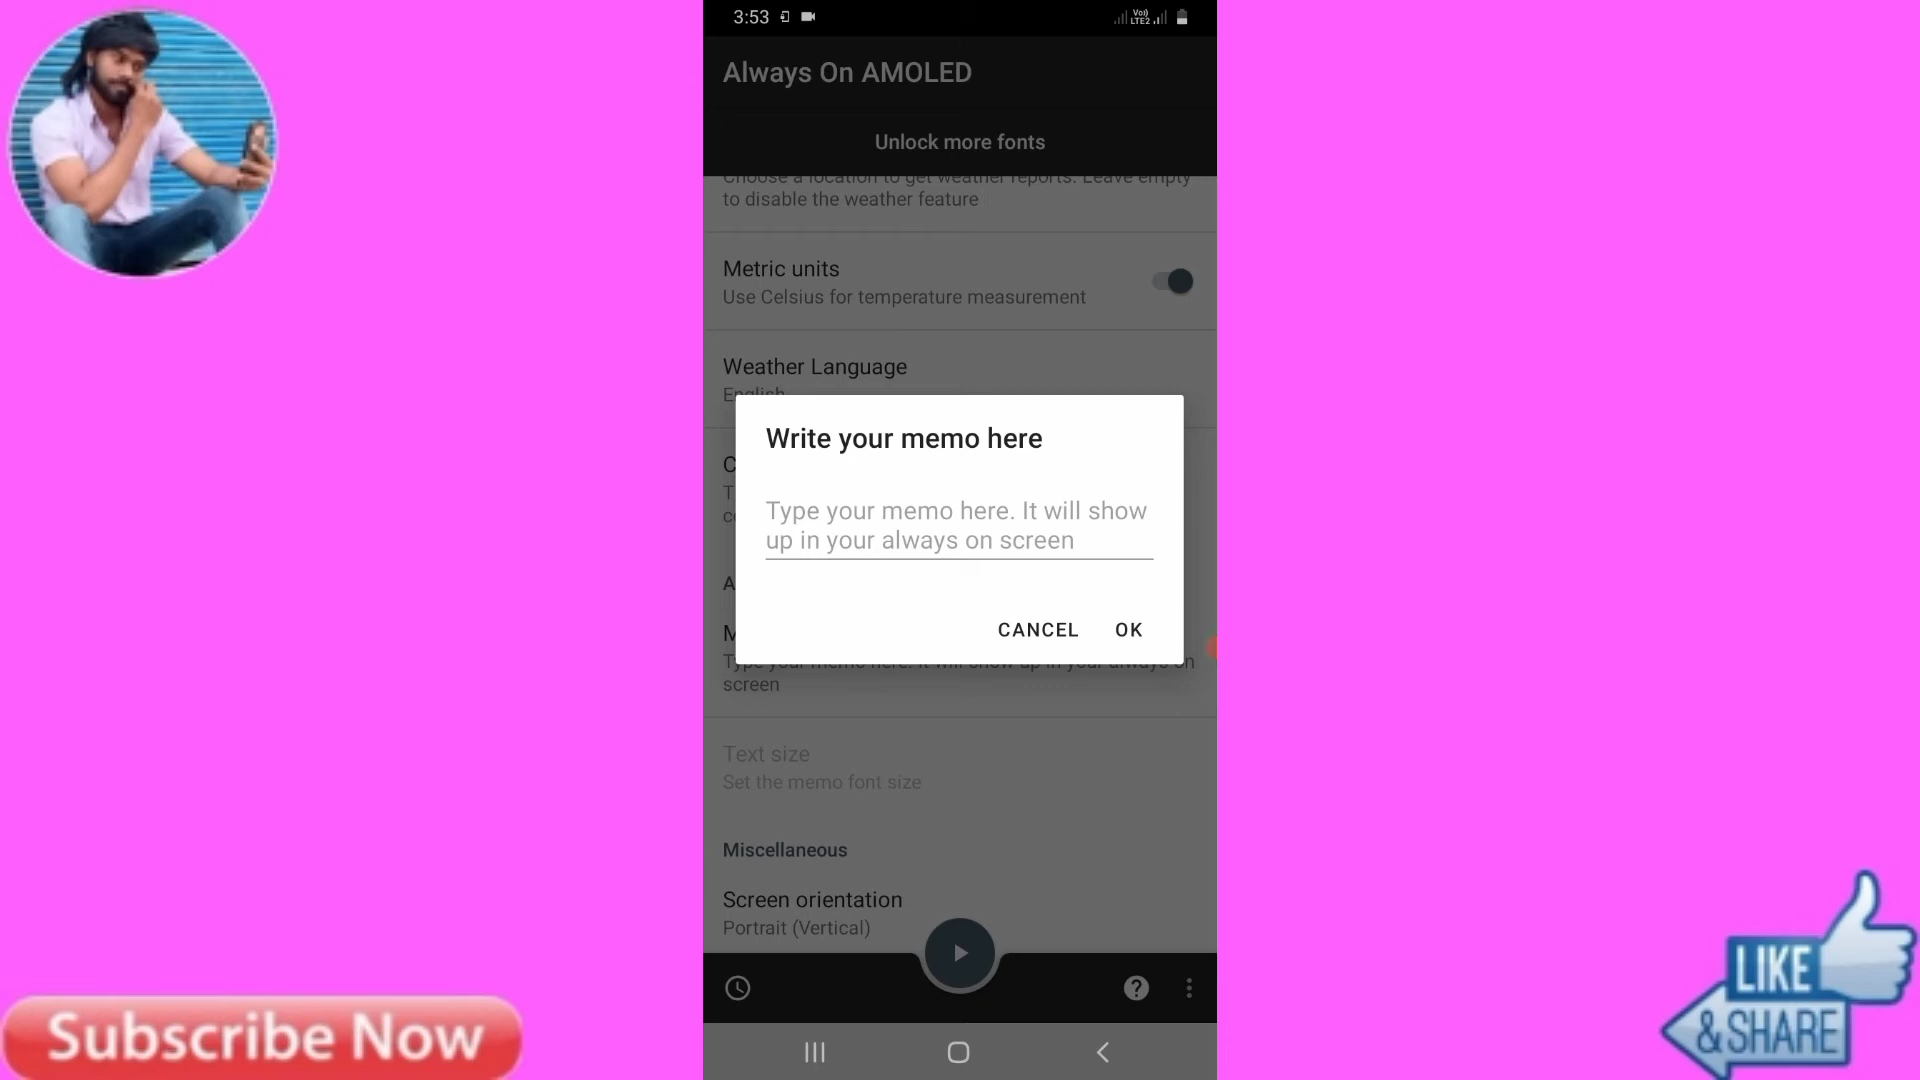 3:53
Vo))
LTE2
Always On AMOLED
Unlock more fonts
Choose a location to get weather reports. Leave empty
to disable the weather feature
Metric units
Use Celsius for temperature measurement
Weather Language
English
C
T
co
Write your memo here
Type your memo here. It will show
up in your always on screen
CANCEL OK
A
M
Type your memo here. It will show up in your always on
screen
Text size
Set the memo font size
Miscellaneous
Screen orientation
Portrait (Vertical)
Subscribe Now
LIKE
& SHARE